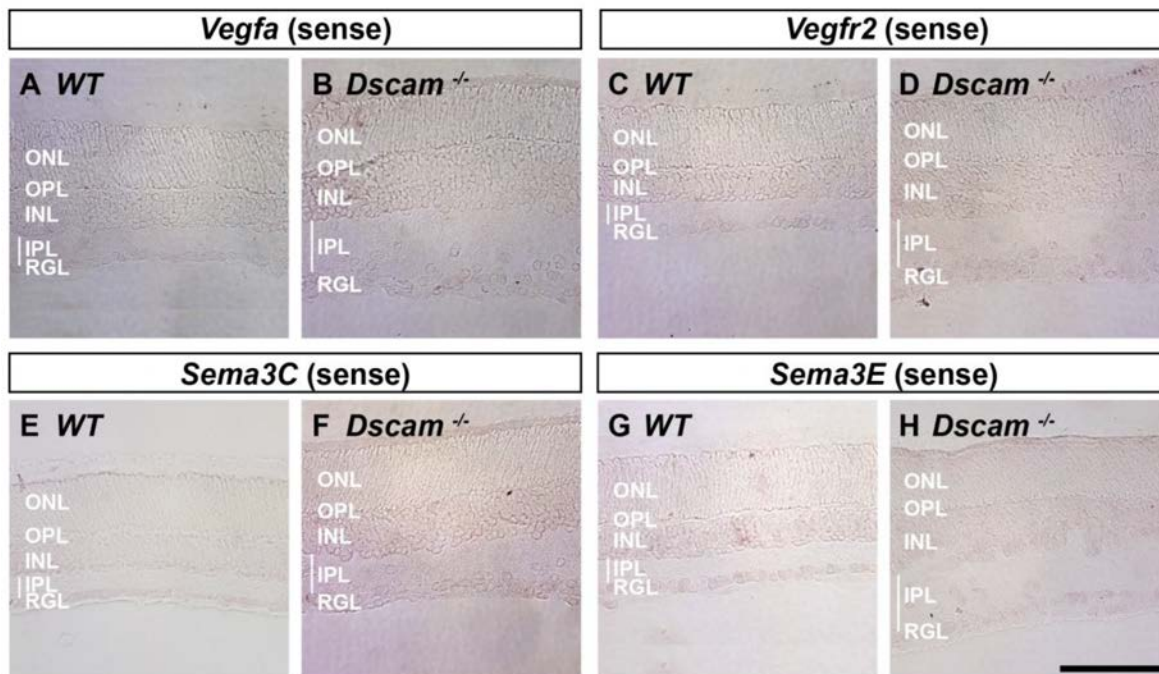 Vegfa (sense)
Vegfr2 (sense)
A WT
B Dscam -/-
C WT
D Dscam -/-
ONL
OPL
INL
IPL
RGL
ONL
OPL
INL
IPL
RGL
ONL
OPL
INL
IPL
RGL
ONL
OPL
INL
IPL
RGL
Sema3C (sense)
Sema3E (sense)
E WT
F Dscam -/-
G WT
H Dscam -/-
ONL
OPL
INL
IPL
RGL
ONL
OPL
INL
IPL
RGL
ONL
OPL
INL
IPL
RGL
ONL
OPL
INL
IPL
RGL